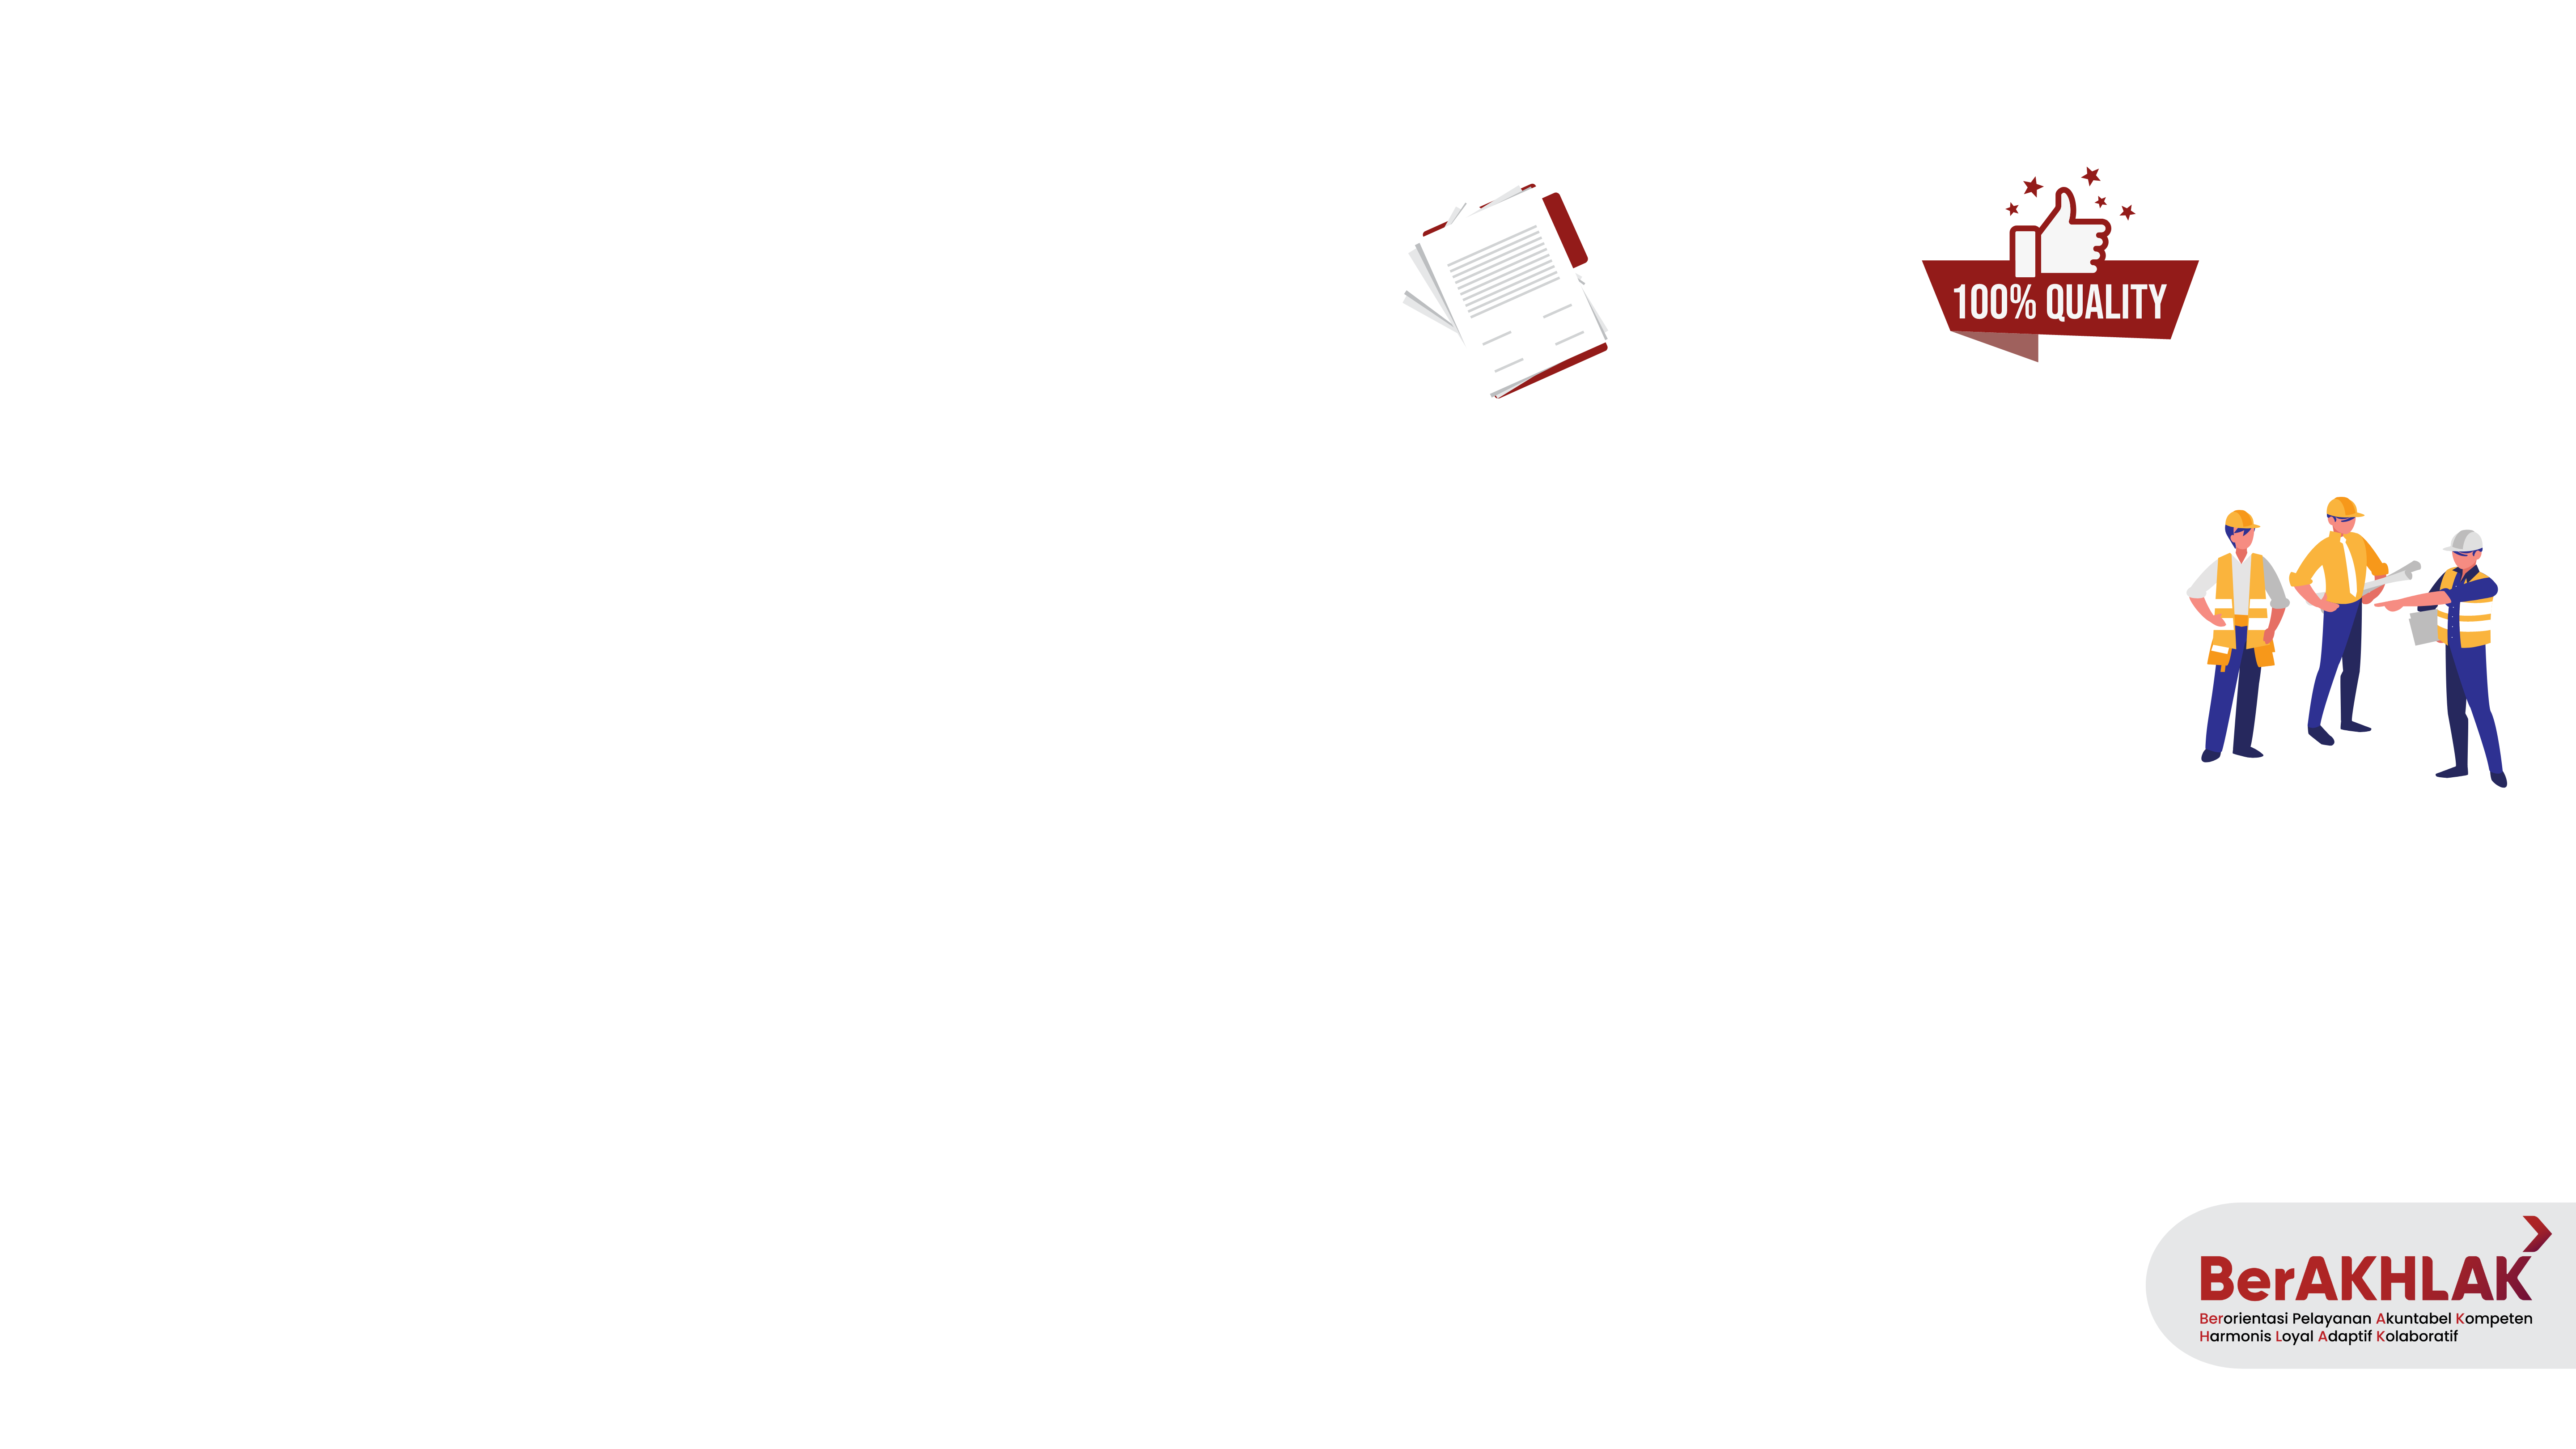 100% QUALITY
BerAKHLAK
Berorientasi Pelayanan Akuntabel Kompeten
Harmonis Loyal Adaptif Kolaboratif